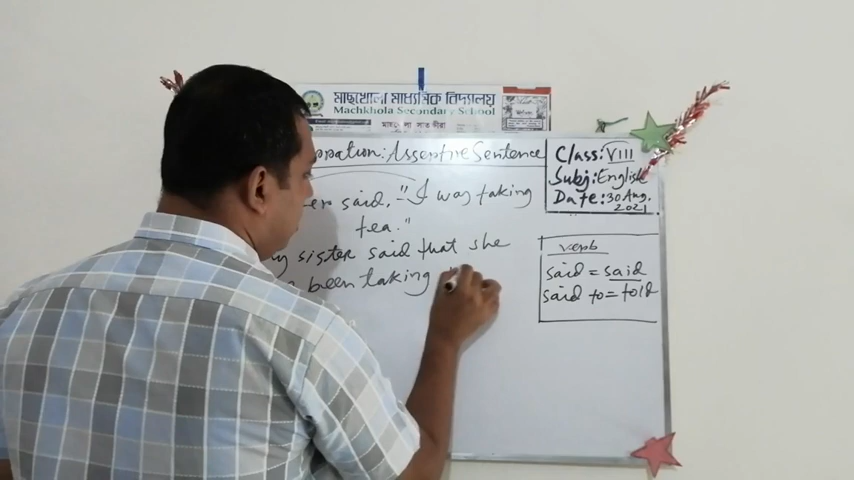 মাছখোলা মাধ্যমিক বিদ্যালয়
Machkhola Secondary School
Assertive Sentence
Class: VIII
Subj: English
Date: 30 Aug. 2021
said, "I was taking
tea."
sister said that she
been taking
verb
said = said
said to = told